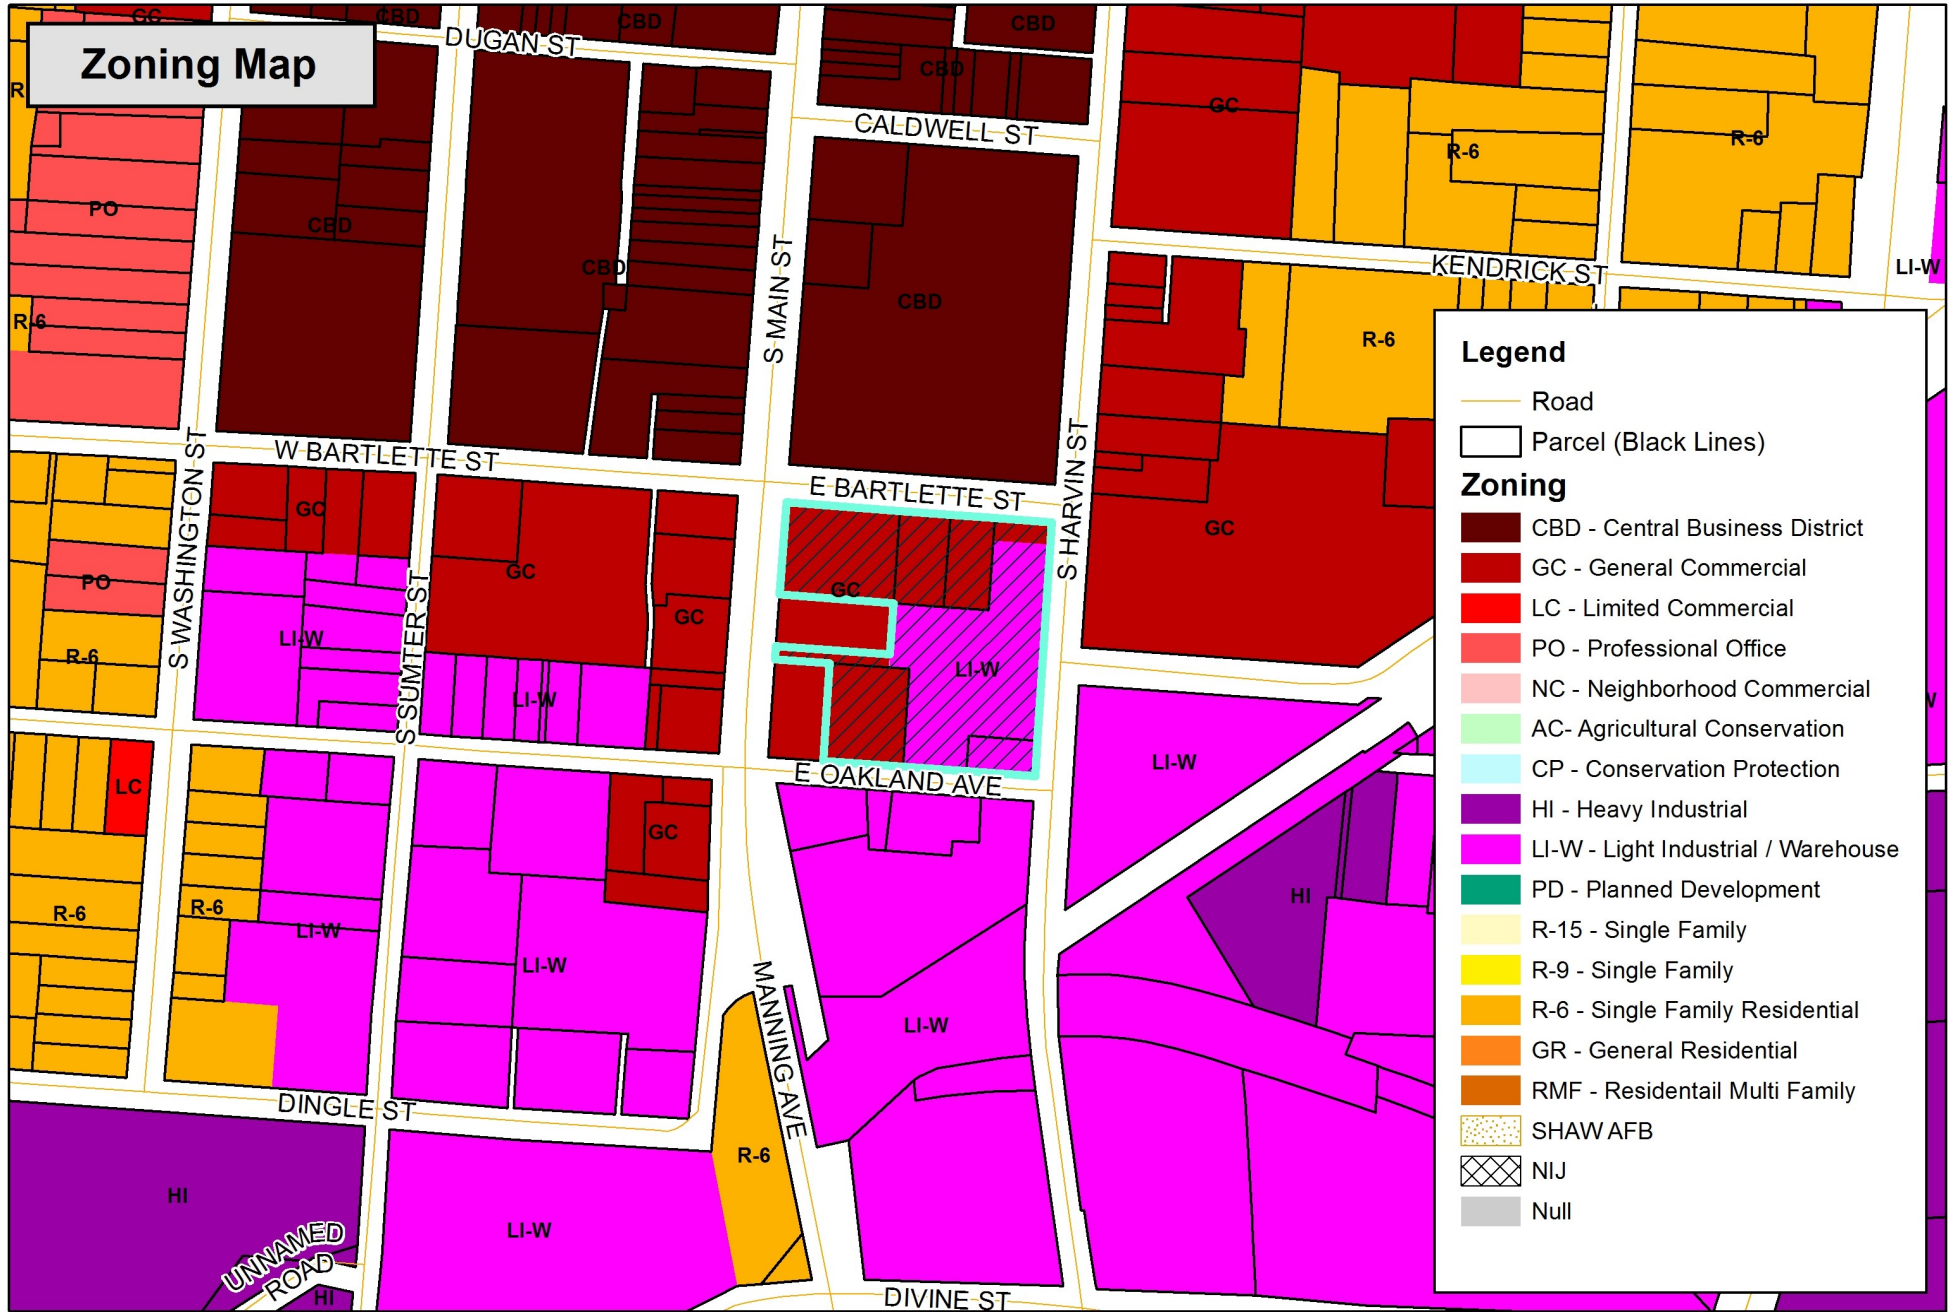 Zoning Map
GC
CBD
CBD
CBD
DUGAN ST
CBD
R
GC
CALDWELL ST
R-6
R-6
PO
CBD
CBD
S MAIN ST
CBD
KENDRICK ST
LI-W
R-6
R-6
W BARTLETTE ST
E BARTLETTE ST
S WASHINGTON ST
S HARVIN ST
GC
GC
GC
PO
GC
GC
LI-W
S SUMTER ST
R-6
LI-W
LI-W
W
LI-W
E OAKLAND AVE
LC
GC
HI
R-6
R-6
LI-W
LI-W
LI-W
MANNING AVE
DINGLE ST
R-6
HI
LI-W
UNNAMED
ROAD
HI
DIVINE ST
Legend
Road
Parcel (Black Lines)
Zoning
CBD - Central Business District
GC - General Commercial
LC - Limited Commercial
PO - Professional Office
NC - Neighborhood Commercial
AC- Agricultural Conservation
CP - Conservation Protection
HI - Heavy Industrial
LI-W - Light Industrial / Warehouse
PD - Planned Development
R-15 - Single Family
R-9 - Single Family
R-6 - Single Family Residential
GR - General Residential
RMF - Residentail Multi Family
SHAW AFB
NIJ
Null